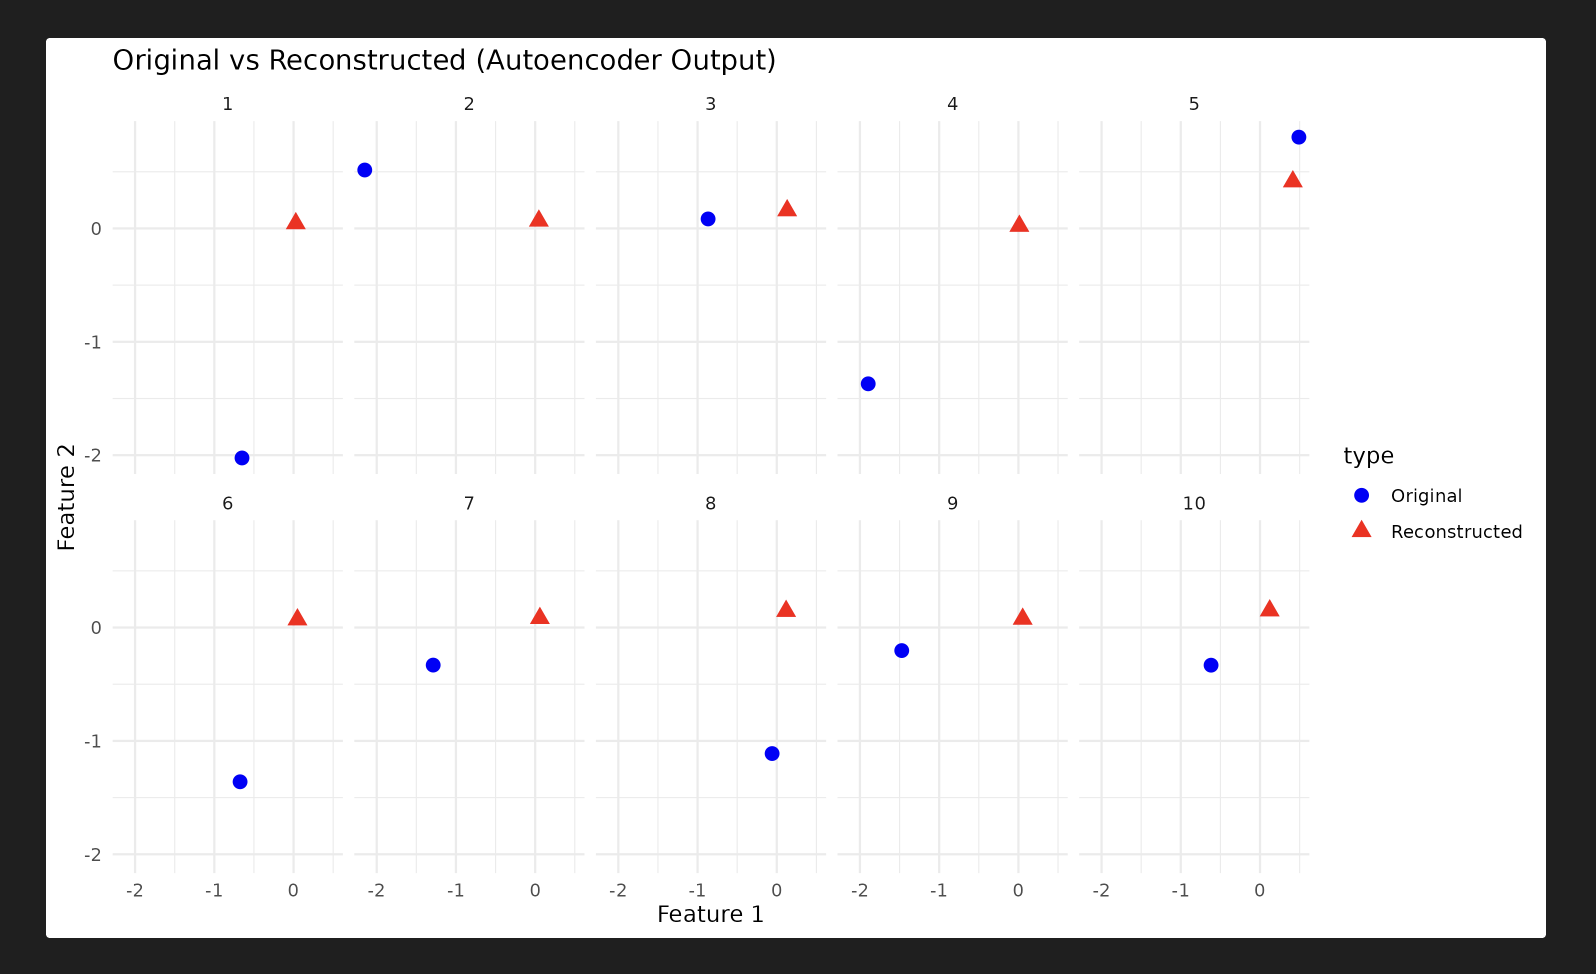 Original vs Reconstructed (Autoencoder Output)
1 2 3 4 5
0
-1
-2
Feature 2
type
Original
Reconstructed
6 7 8 9 10
0
-1
-2
-2 -1 0 -2 -1 0 -2 -1 0 -2 -1 0 -2 -1 0
Feature 1